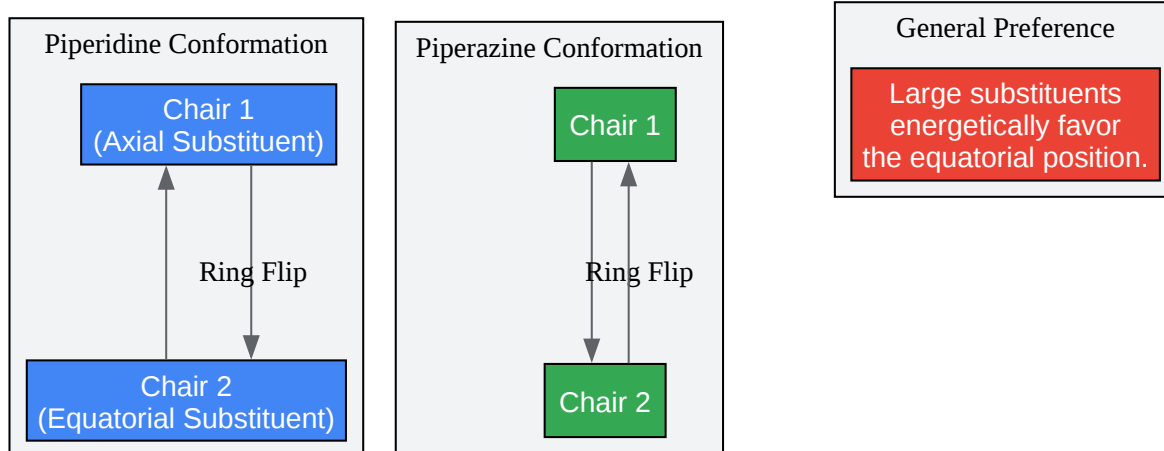 Piperidine Conformation
Chair 1
(Axial Substituent)
Ring Flip
Chair 2
(Equatorial Substituent)
Piperazine Conformation
Chair 1
Ring Flip
Chair 2
General Preference
Large substituents
energetically favor
the equatorial position.